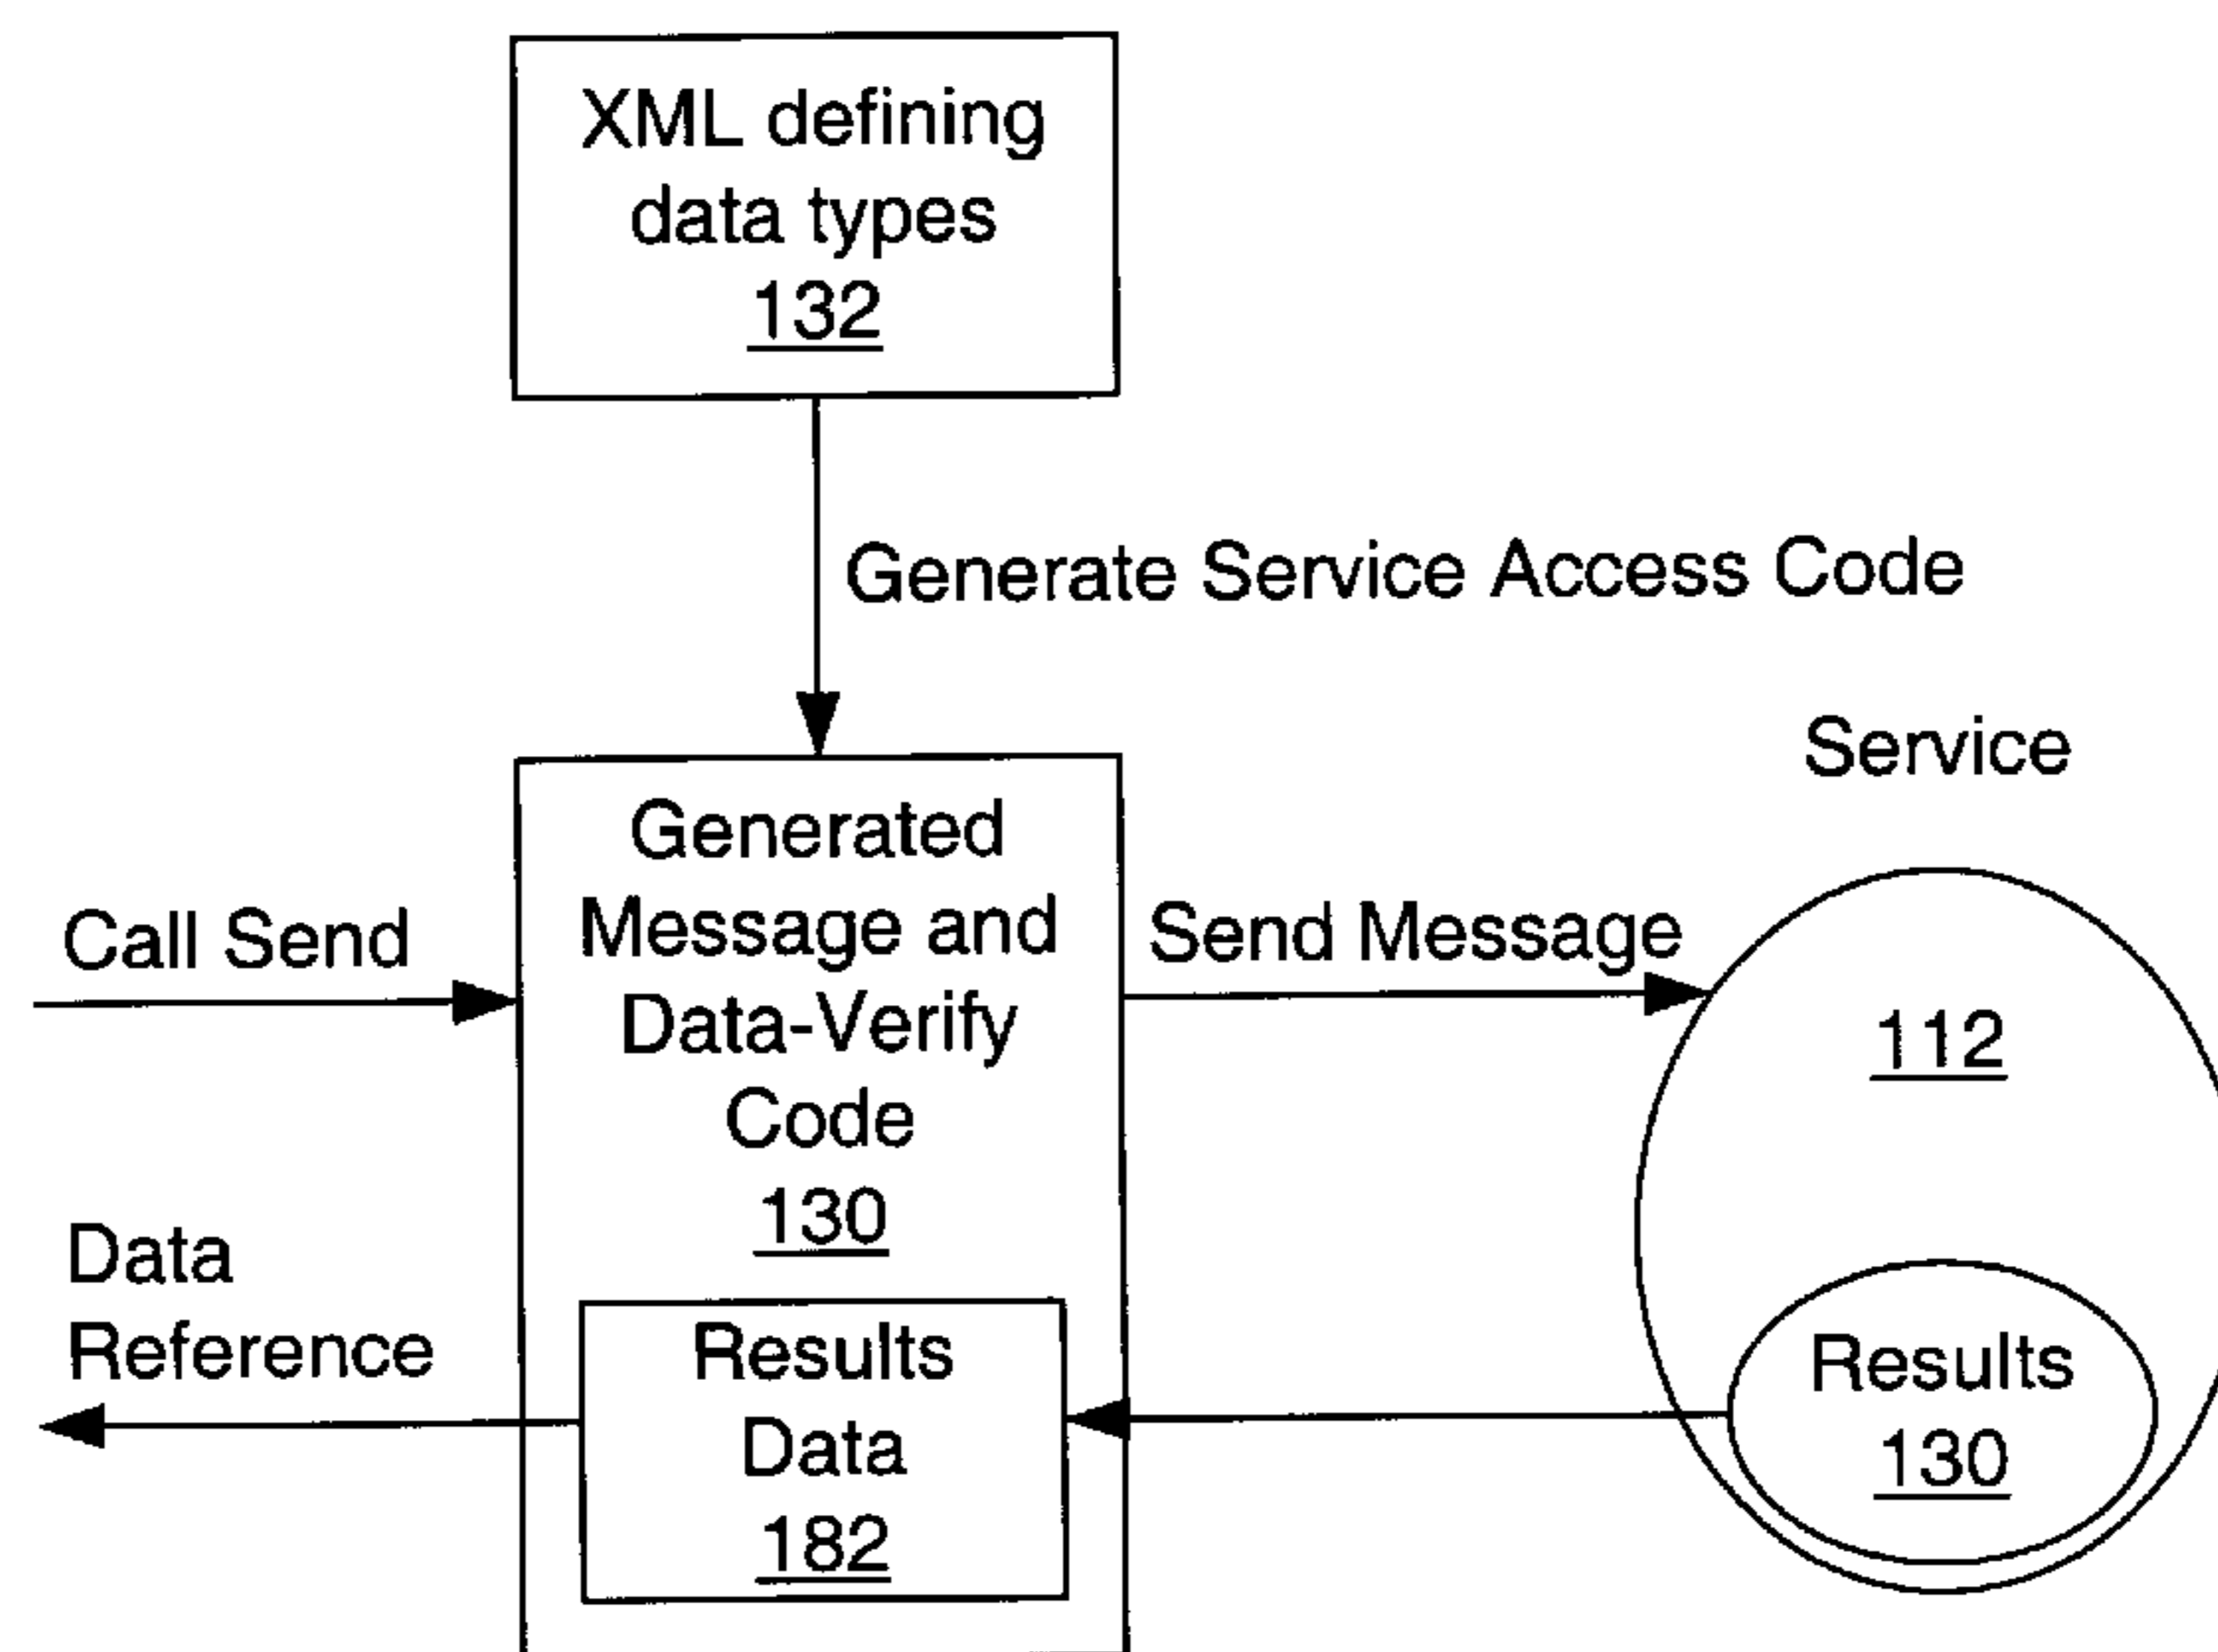 XML defining
data types
132
Generate Service Access Code
Service
Generated
Message and
Data-Verify
Code
130
Call Send
Send Message
112
Data
Reference
Results
Data
182
Results
130